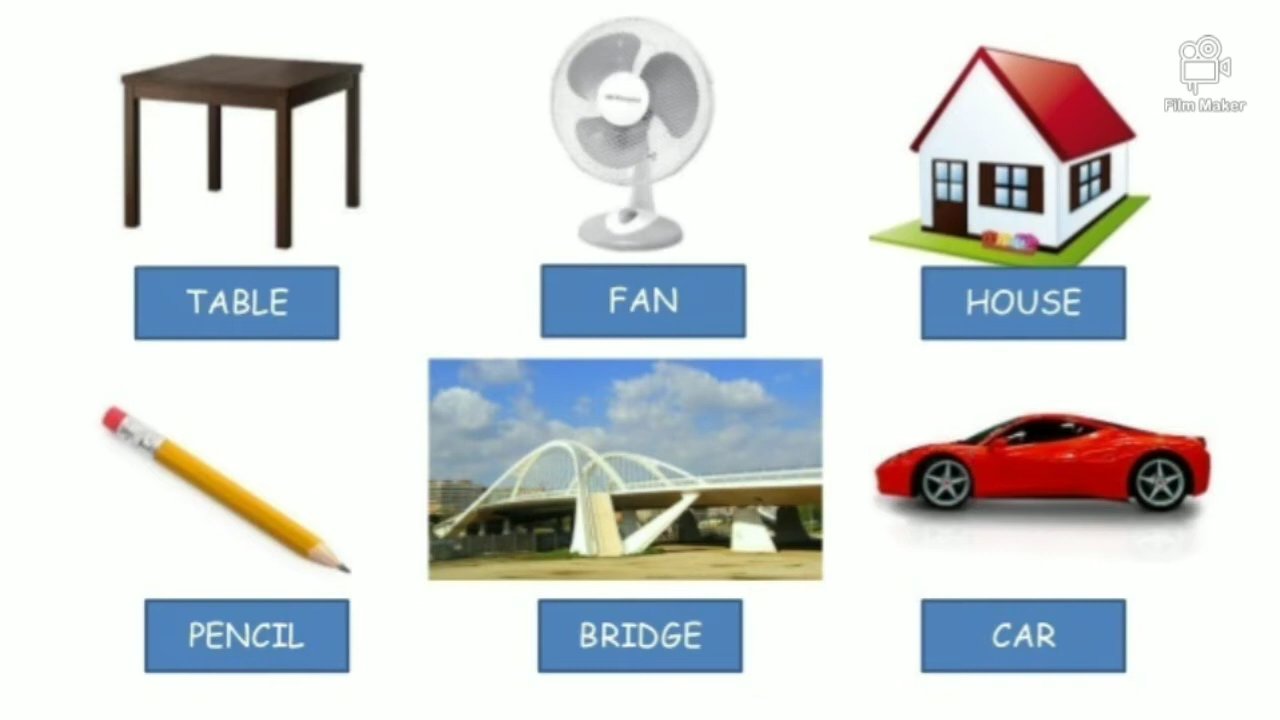 Film Maker
TABLE
FAN
HOUSE
PENCIL
BRIDGE
CAR